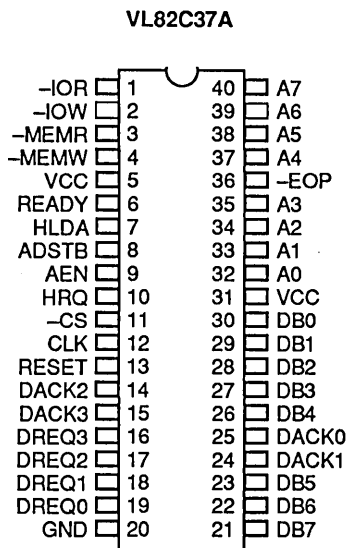 VL82C37A
–IOR 1 40 A7
–IOW 2 39 A6
–MEMR 3 38 A5
–MEMW 4 37 A4
VCC 5 36 –EOP
READY 6 35 A3
HLDA 7 34 A2
ADSTB 8 33 A1
AEN 9 32 A0
HRQ 10 31 VCC
–CS 11 30 DB0
CLK 12 29 DB1
RESET 13 28 DB2
DACK2 14 27 DB3
DACK3 15 26 DB4
DREQ3 16 25 DACK0
DREQ2 17 24 DACK1
DREQ1 18 23 DB5
DREQ0 19 22 DB6
GND 20 21 DB7